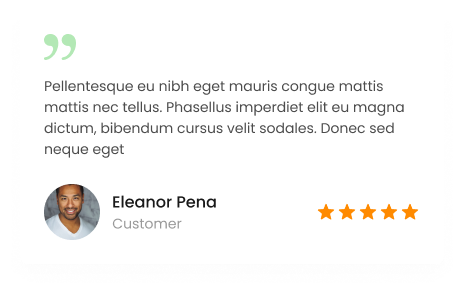 ”
Pellentesque eu nibh eget mauris congue mattis
mattis nec tellus. Phasellus imperdiet elit eu magna
dictum, bibendum cursus velit sodales. Donec sed
neque eget
Eleanor Pena
Customer